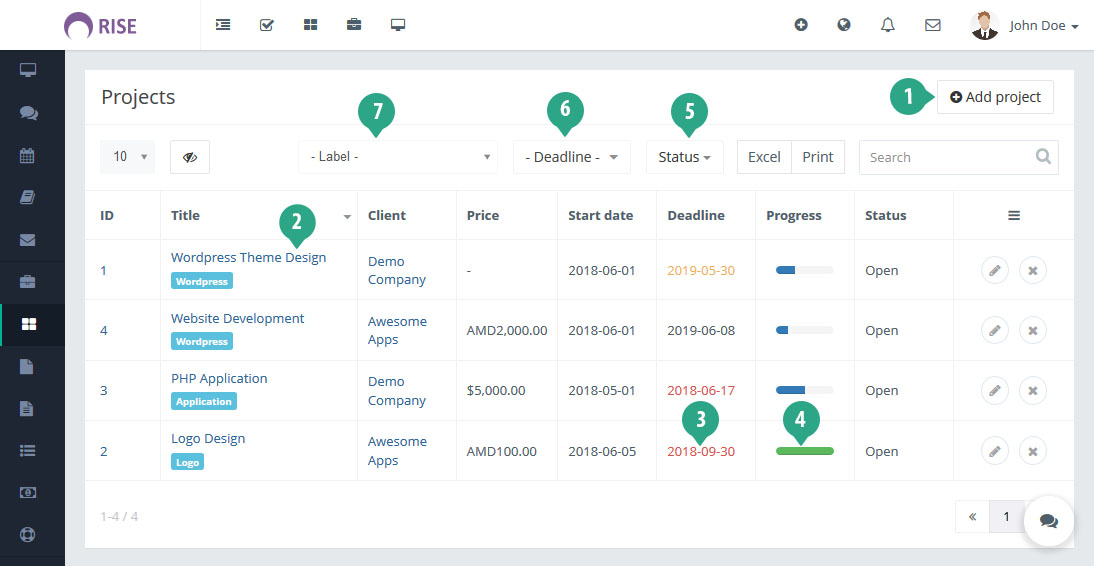 RISE
John Doe
Projects
1
Add project
7
6
5
10
- Label -
- Deadline -
Status
Excel
Print
Search
ID
Title
Client
Price
Start date
Deadline
Progress
Status
2
1
Wordpress Theme Design
Wordpress
Demo
Company
-
2018-06-01
2019-05-30
Open
4
Website Development
Wordpress
Awesome
Apps
AMD2,000.00
2018-06-01
2019-06-08
Open
3
PHP Application
Application
Demo
Company
$5,000.00
2018-05-01
2018-06-17
Open
3
4
2
Logo Design
Logo
Awesome
Apps
AMD100.00
2018-06-05
2018-09-30
Open
1-4 / 4
«
1